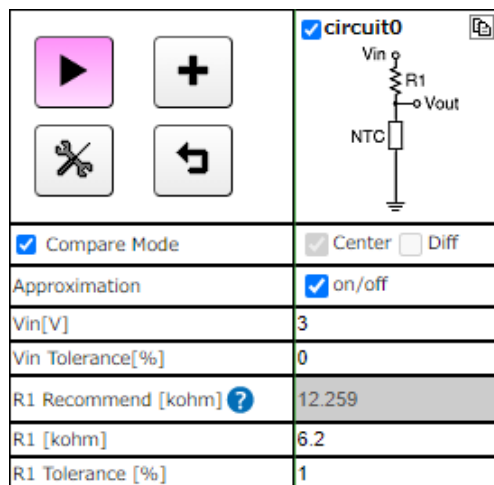 circuit0
Vin
R1
Vout
NTC
Compare Mode
Center Diff
Approximation
on/off
Vin[V]
3
Vin Tolerance[%]
0
R1 Recommend [kohm] ?
12.259
R1 [kohm]
6.2
R1 Tolerance [%]
1